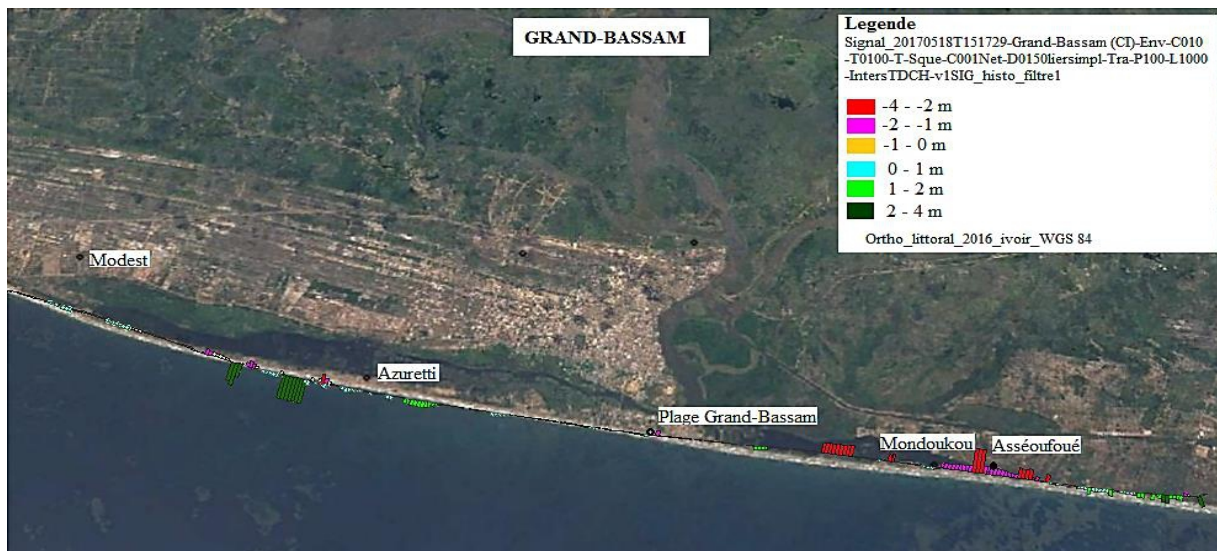 GRAND-BASSAM
Legende
Signal_20170518T151729-Grand-Bassam (CI)-Env-C010
-T0100-T-Sque-C001Net-D0150liersimpl-Tra-P100-L1000
-IntersTDCH-v1SIG_histo_filtre1
-4 - -2 m
-2 - -1 m
-1 - 0 m
0 - 1 m
1 - 2 m
2 - 4 m
Ortho_littoral_2016_ivoir_WGS 84
Modest
Azuretti
Plage Grand-Bassam
Mondoukou
Asséoufoué